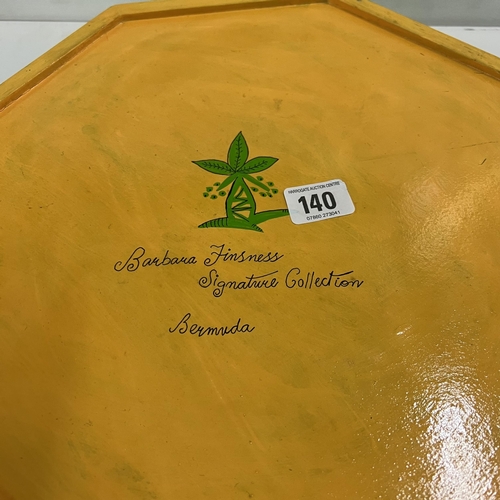 HARROGATE AUCTION CENTRE
140
07860 273041
Barbara Finsness
Signature Collection
Bermuda